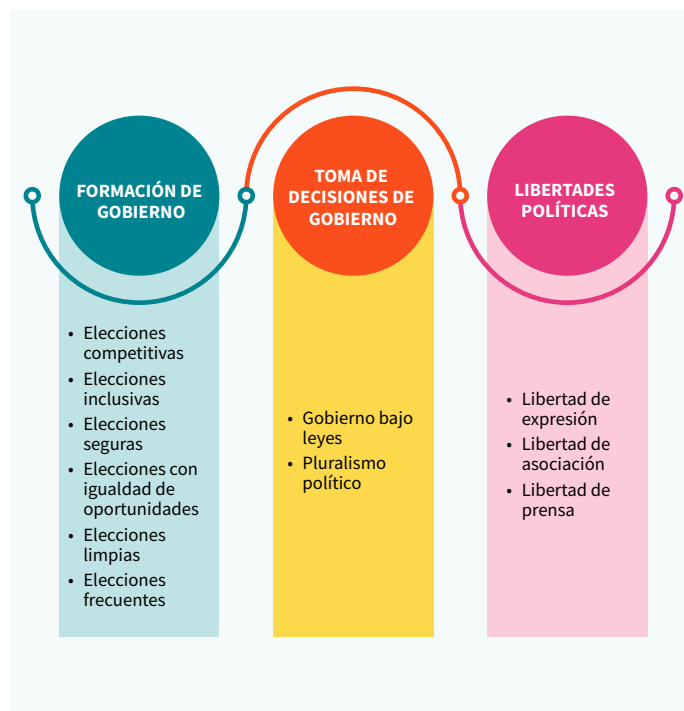 FORMACIÓN DE
GOBIERNO
• Elecciones
competitivas
• Elecciones
inclusivas
• Elecciones
seguras
• Elecciones con
igualdad de
oportunidades
• Elecciones
limpias
• Elecciones
frecuentes
TOMA DE
DECISIONES DE
GOBIERNO
• Gobierno bajo
leyes
• Pluralismo
político
LIBERTADES
POLÍTICAS
• Libertad de
expresión
• Libertad de
asociación
• Libertad de
prensa